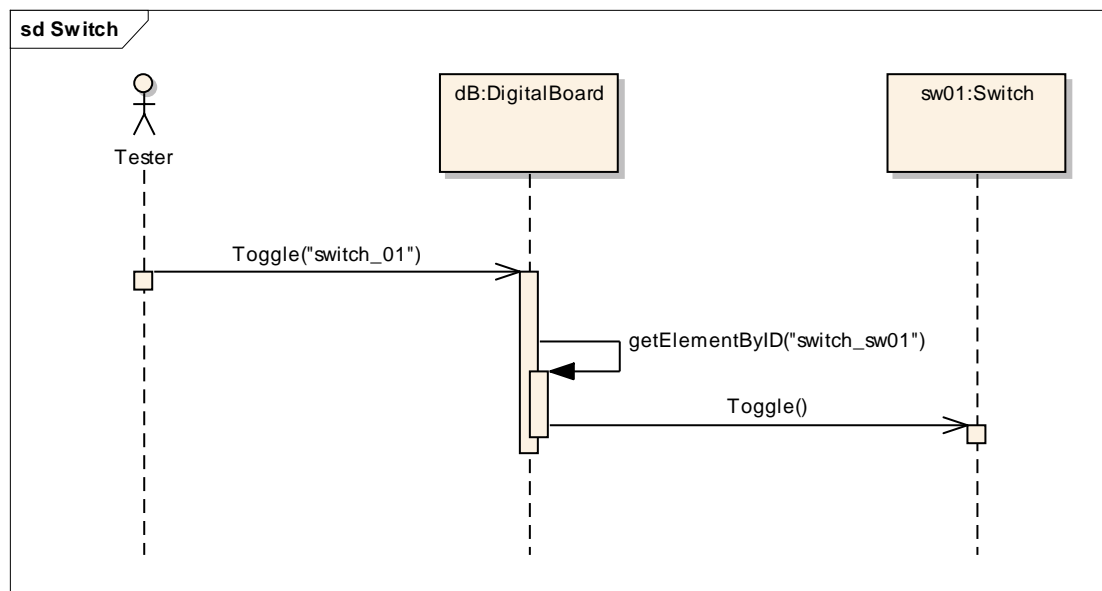 sd Switch
Tester
dB:DigitalBoard
sw01:Switch
Toggle("switch_01")
getElementByID("switch_sw01")
Toggle()